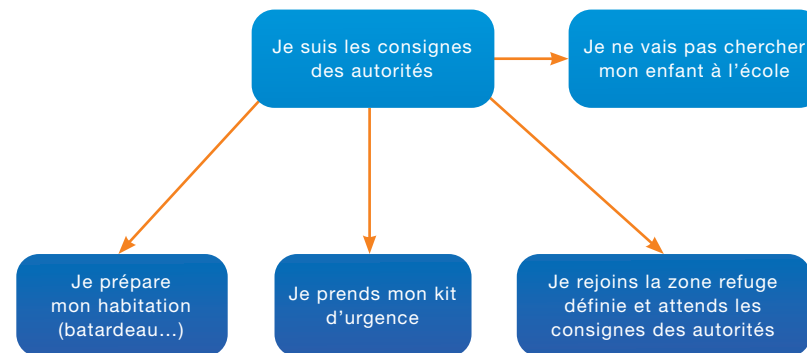 Je suis les consignes
des autorités
Je ne vais pas chercher
mon enfant à l’école
Je prépare
mon habitation
(batardeau...)
Je prends mon kit
d’urgence
Je rejoins la zone refuge
définie et attends les
consignes des autorités